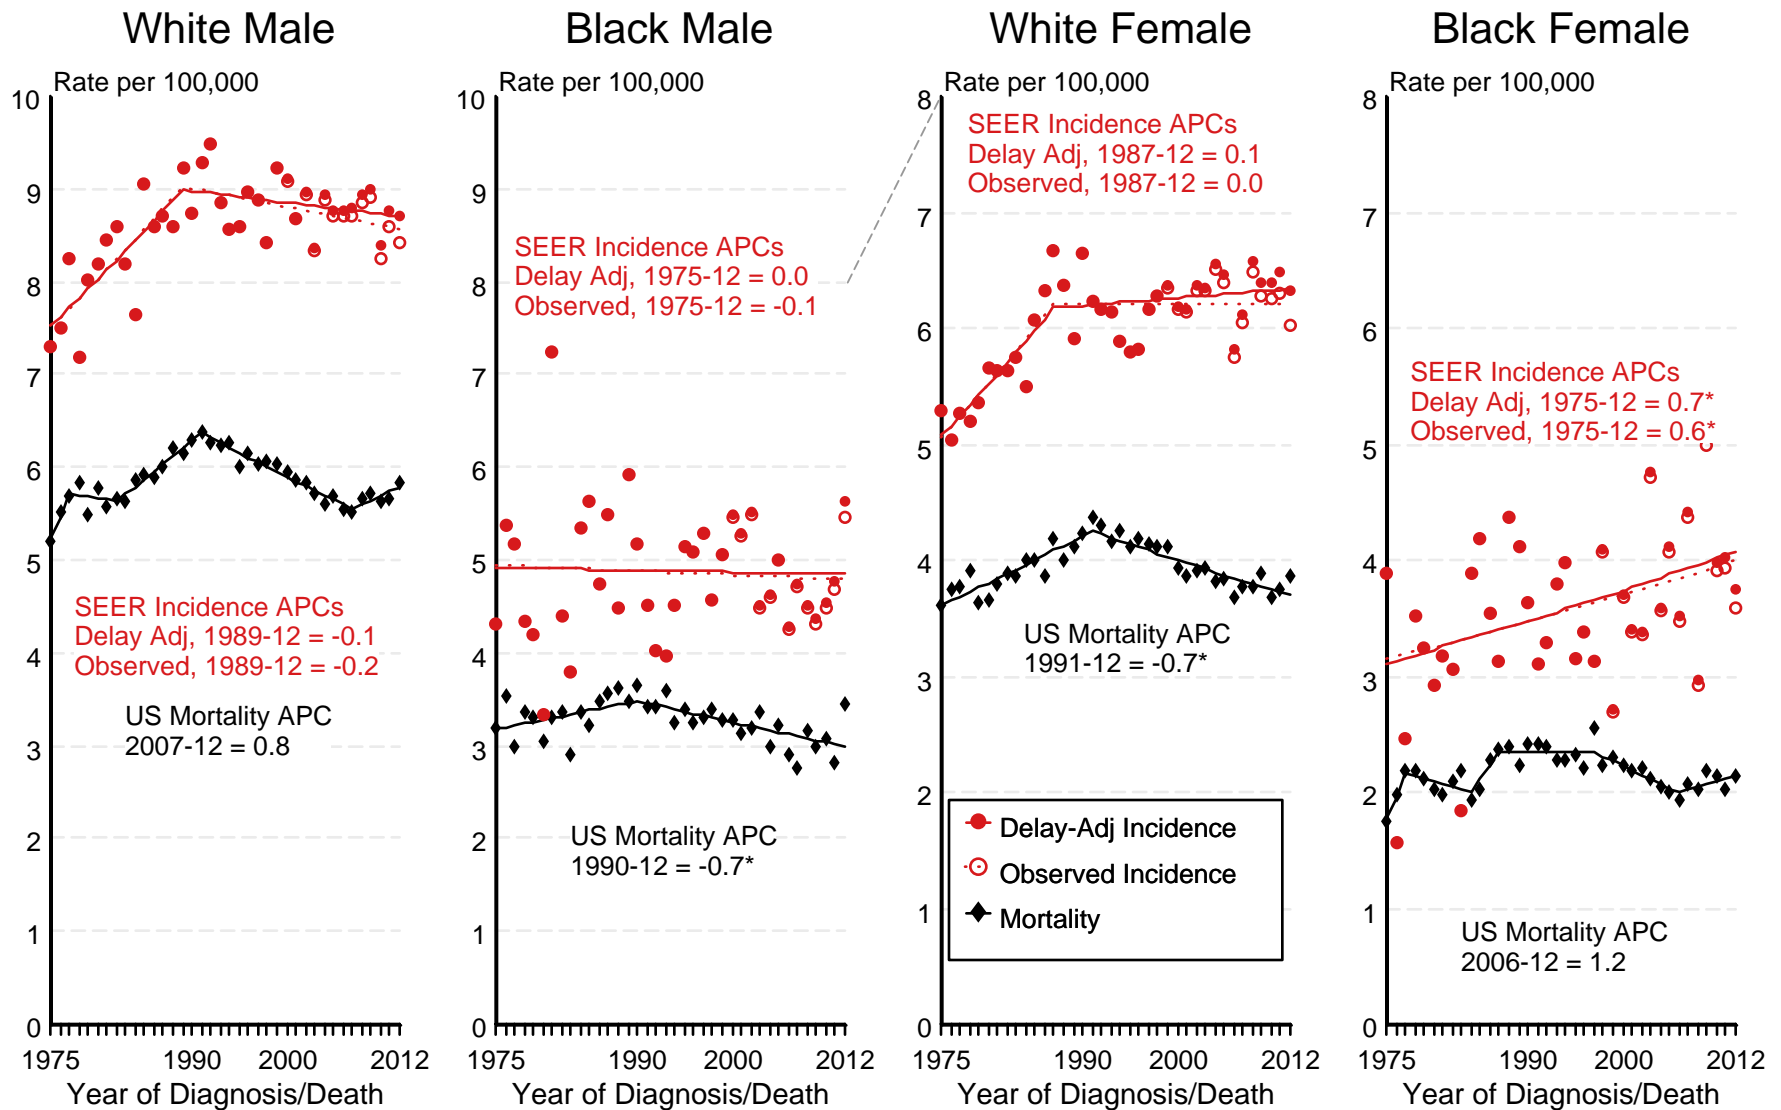 White Male
Rate per 100,000
10
9
8
7
6
5
4
3
2
1
0
SEER Incidence APCs
Delay Adj, 1989-12 = -0.1
Observed, 1989-12 = -0.2
US Mortality APC
2007-12 = 0.8
1975 1990 2000 2012
Year of Diagnosis/Death
Black Male
Rate per 100,000
10
9
8
7
6
5
4
3
2
1
0
SEER Incidence APCs
Delay Adj, 1975-12 = 0.0
Observed, 1975-12 = -0.1
US Mortality APC
1990-12 = -0.7*
1975 1990 2000 2012
Year of Diagnosis/Death
White Female
Rate per 100,000
8
7
6
5
4
3
2
1
0
SEER Incidence APCs
Delay Adj, 1987-12 = 0.1
Observed, 1987-12 = 0.0
US Mortality APC
1991-12 = -0.7*
Delay-Adj Incidence
Observed Incidence
Mortality
1975 1990 2000 2012
Year of Diagnosis/Death
Black Female
Rate per 100,000
8
7
6
5
4
3
2
1
0
SEER Incidence APCs
Delay Adj, 1975-12 = 0.7*
Observed, 1975-12 = 0.6*
US Mortality APC
2006-12 = 1.2
1975 1990 2000 2012
Year of Diagnosis/Death